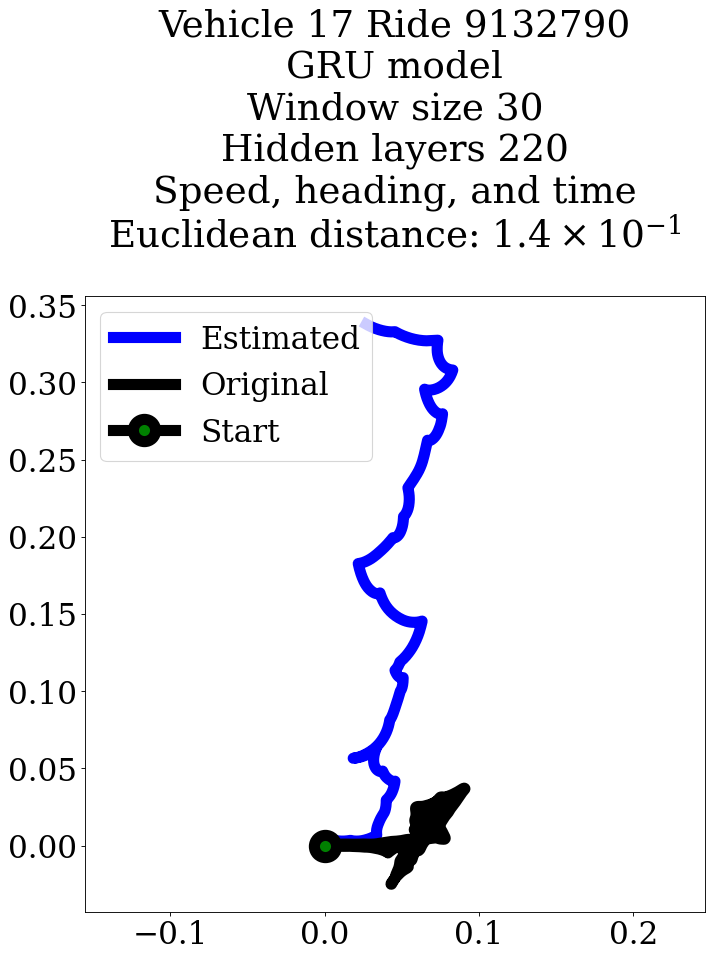 Vehicle 17 Ride 9132790
GRU model
Window size 30
Hidden layers 220
Speed, heading, and time
Euclidean distance: 1.4 × 10⁻¹
0.35
0.30
0.25
0.20
0.15
0.10
0.05
0.00
Estimated
Original
Start
−0.1
0.0
0.1
0.2